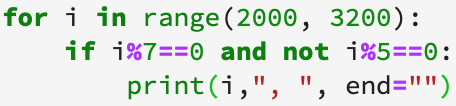 for i in range(2000, 3200):
    if i%7==0 and not i%5==0:
        print(i,", ", end="")